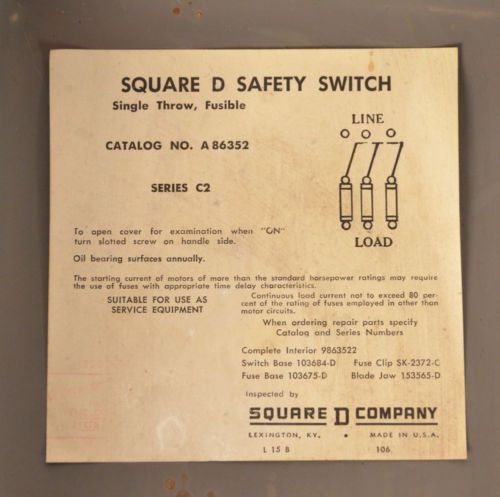 SQUARE D SAFETY SWITCH
Single Throw, Fusible
LINE
CATALOG NO. A 86352
SERIES C2
LOAD
To open cover for examination when "ON"
turn slotted screw on handle side.
Oil bearing surfaces annually.
The starting current of motors of more than the standard horsepower ratings may require
the use of fuses with appropriate time delay characteristics.
SUITABLE FOR USE AS
SERVICE EQUIPMENT
Continuous load current not to exceed 80 per-
cent of the rating of fuses employed in other than
motor circuits.
When ordering repair parts specify
Catalog and Series Numbers
Complete Interior 9863522
Switch Base 103684-D Fuse Clip SK-2372-C
Fuse Base 103675-D Blade Jaw 153565-D
Inspected by
SQUARE D COMPANY
LEXINGTON, KY. • MADE IN U.S.A.
L 15 B 106